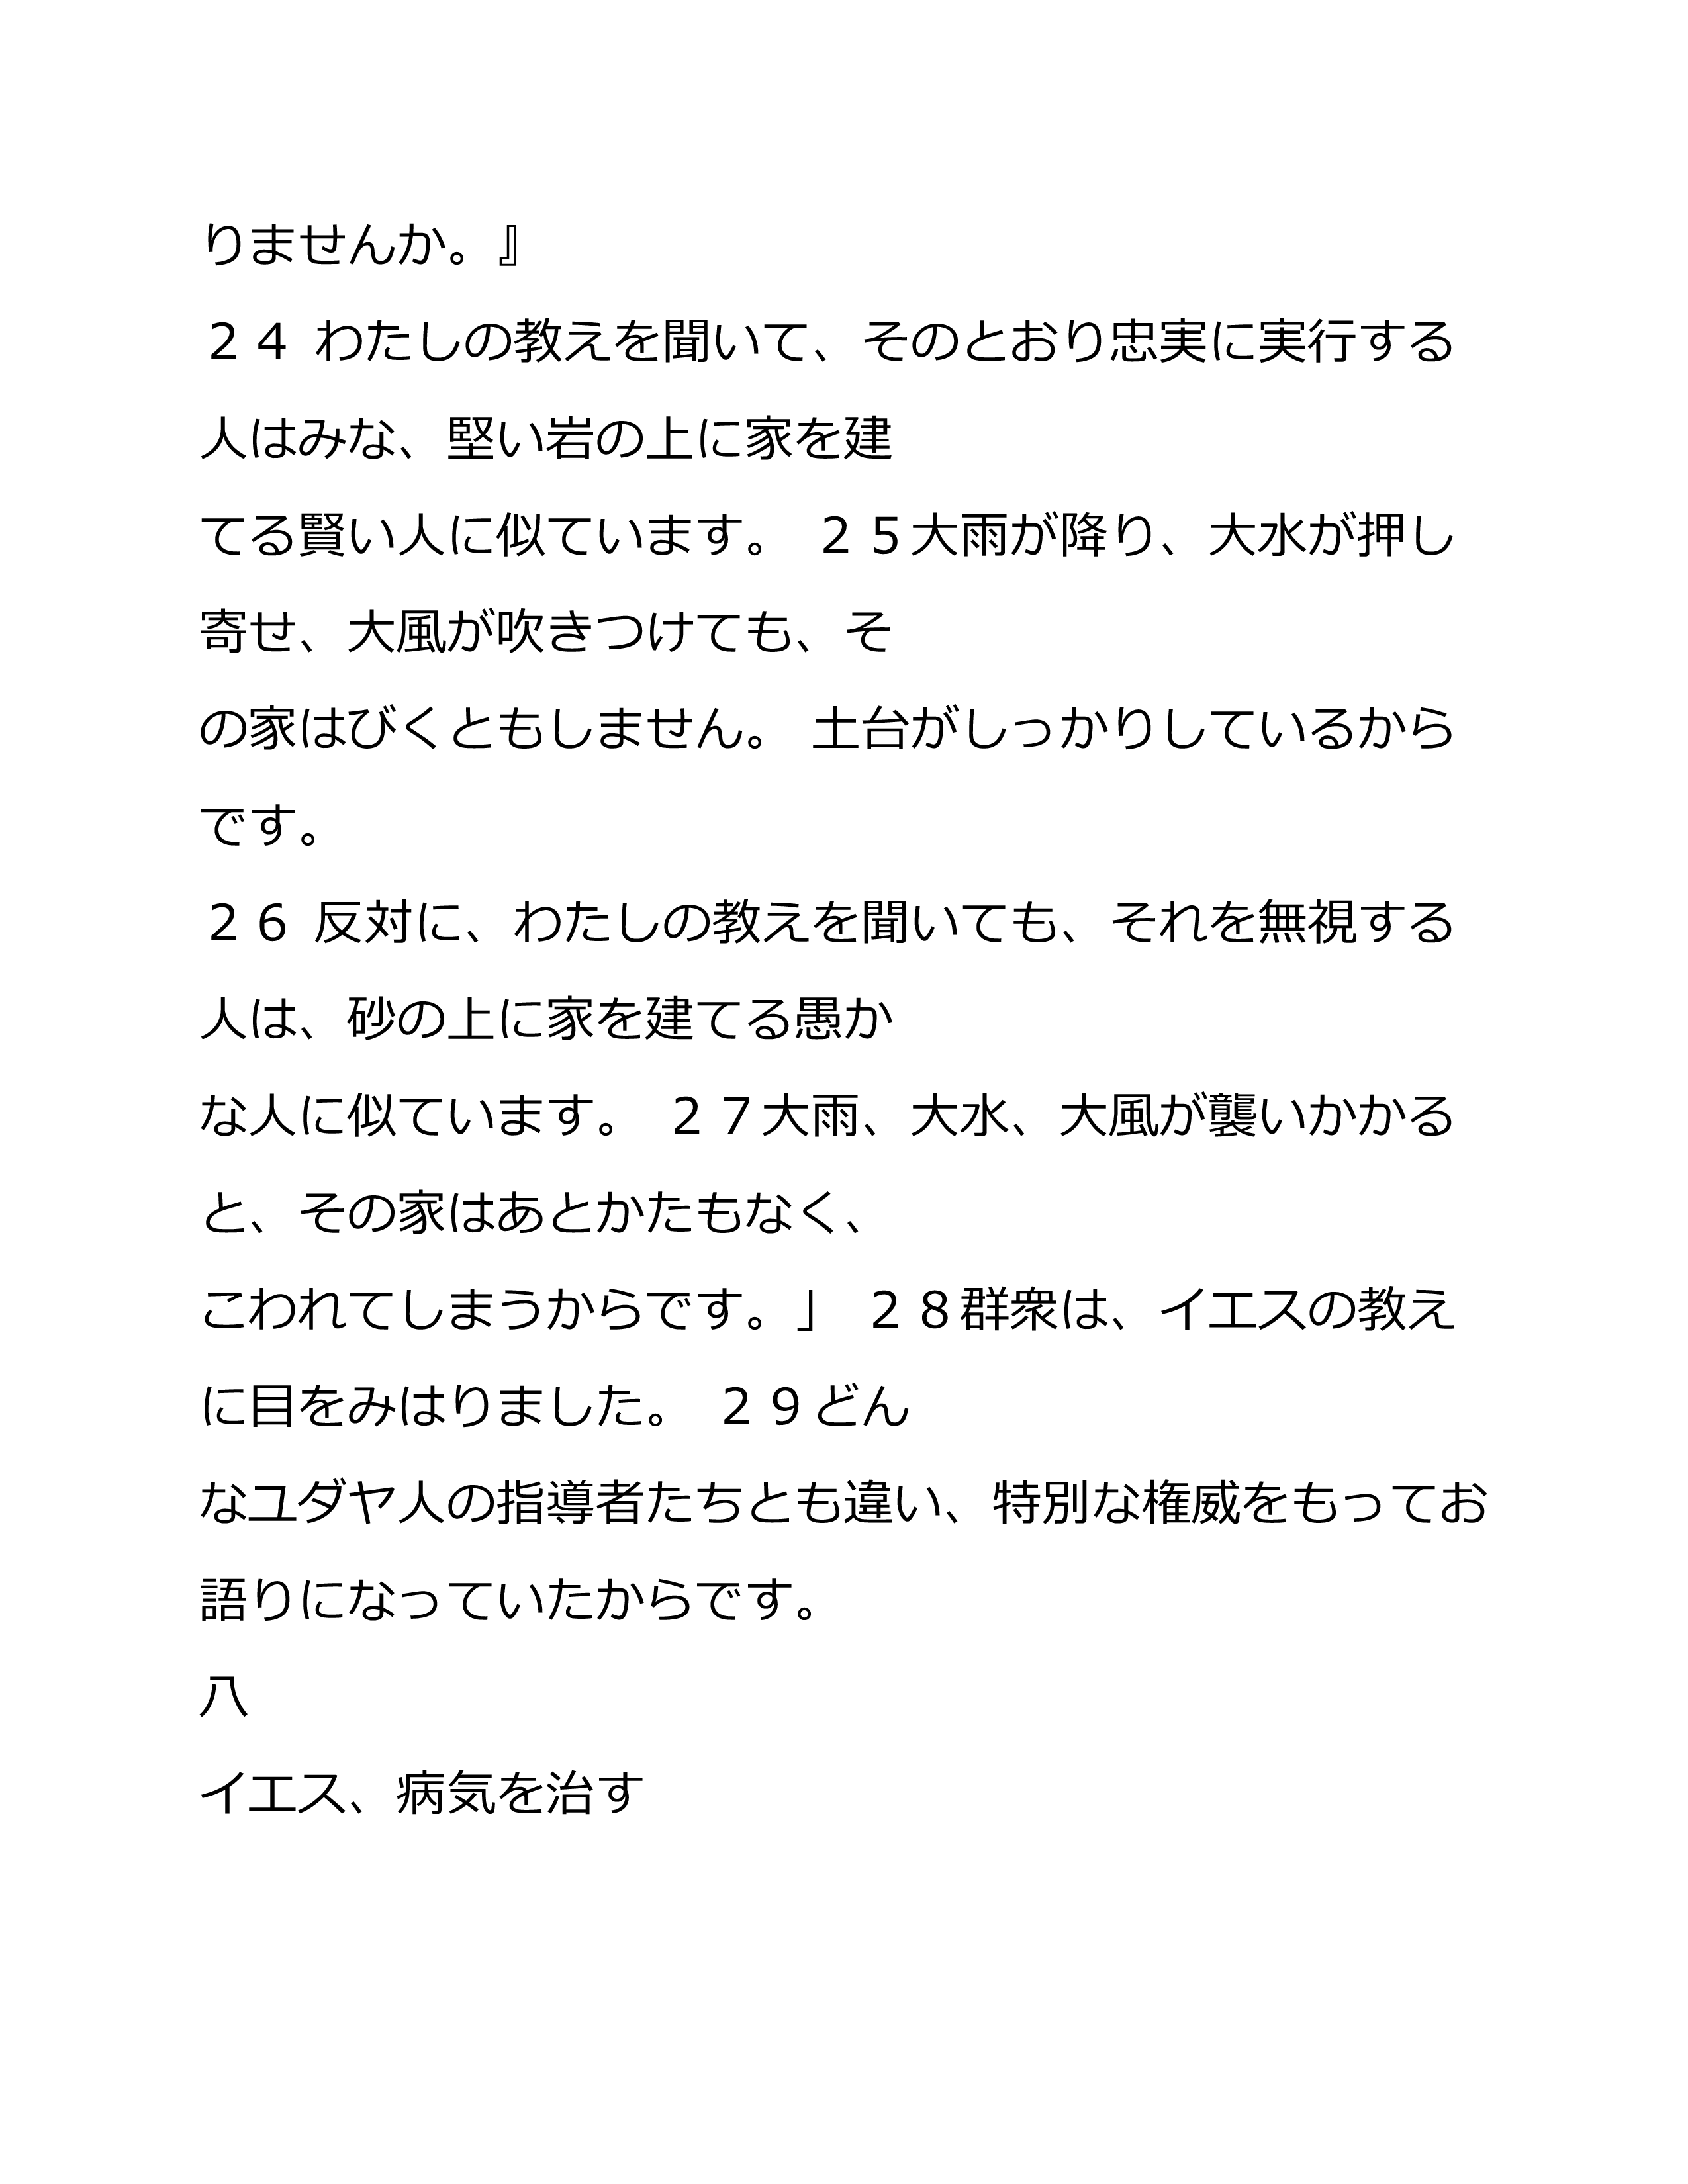 りませんか。』
２４ わたしの教えを聞いて、そのとおり忠実に実行する
人はみな、堅い岩の上に家を建
てる賢い人に似ています。 ２５大雨が降り、大水が押し
寄せ、大風が吹きつけても、そ
の家はびくともしません。 土台がしっかりしているから
です。
２６ 反対に、わたしの教えを聞いても、それを無視する
人は、砂の上に家を建てる愚か
な人に似ています。 ２７大雨、大水、大風が襲いかかる
と、その家はあとかたもなく、
こわれてしまうからです。」 ２８群衆は、イエスの教え
に目をみはりました。 ２９どん
なユダヤ人の指導者たちとも違い、特別な権威をもってお
語りになっていたからです。
八
イエス、病気を治す